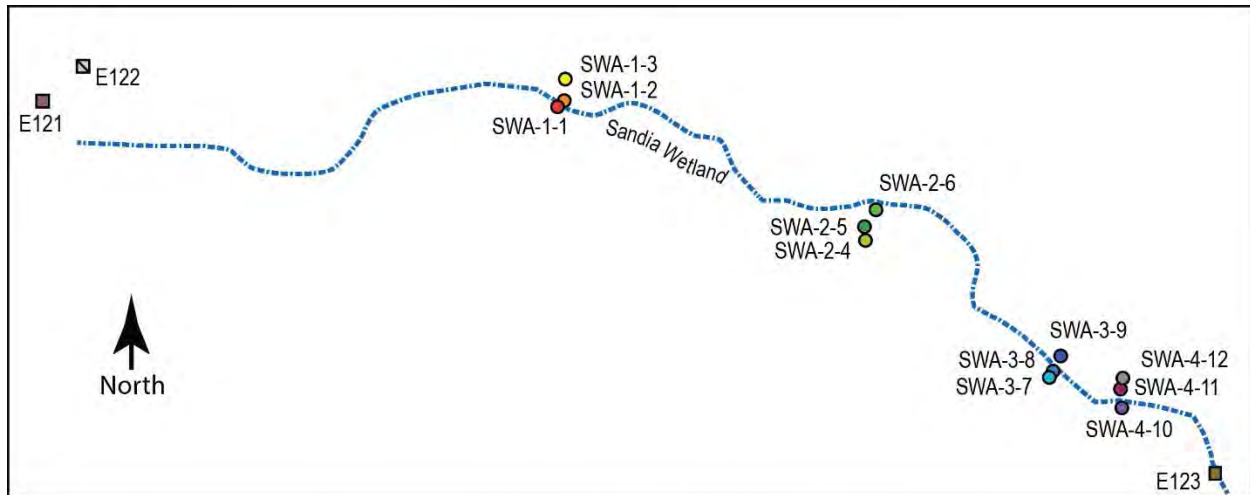 E122
E121
SWA-1-3
SWA-1-2
SWA-1-1
Sandia Wetland
SWA-2-6
SWA-2-5
SWA-2-4
North
SWA-3-9
SWA-3-8
SWA-3-7
SWA-4-12
SWA-4-11
SWA-4-10
E123